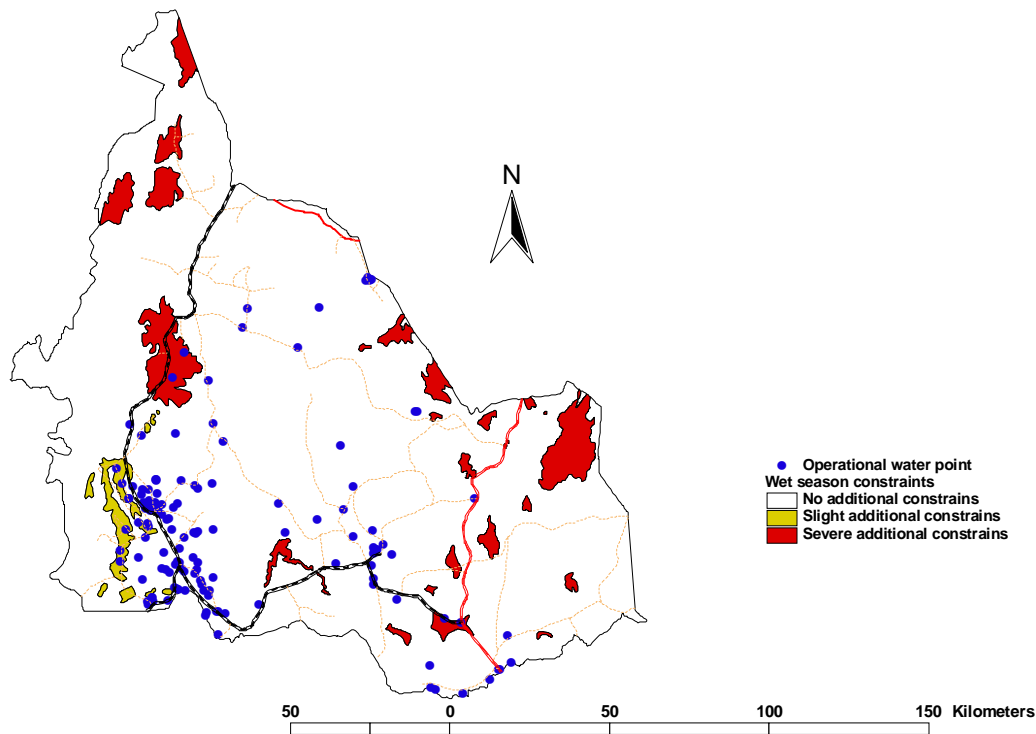 N
Operational water point
Wet season constraints
No additional constrains
Slight additional constrains
Severe additional constrains
50 0 50 100 150 Kilometers